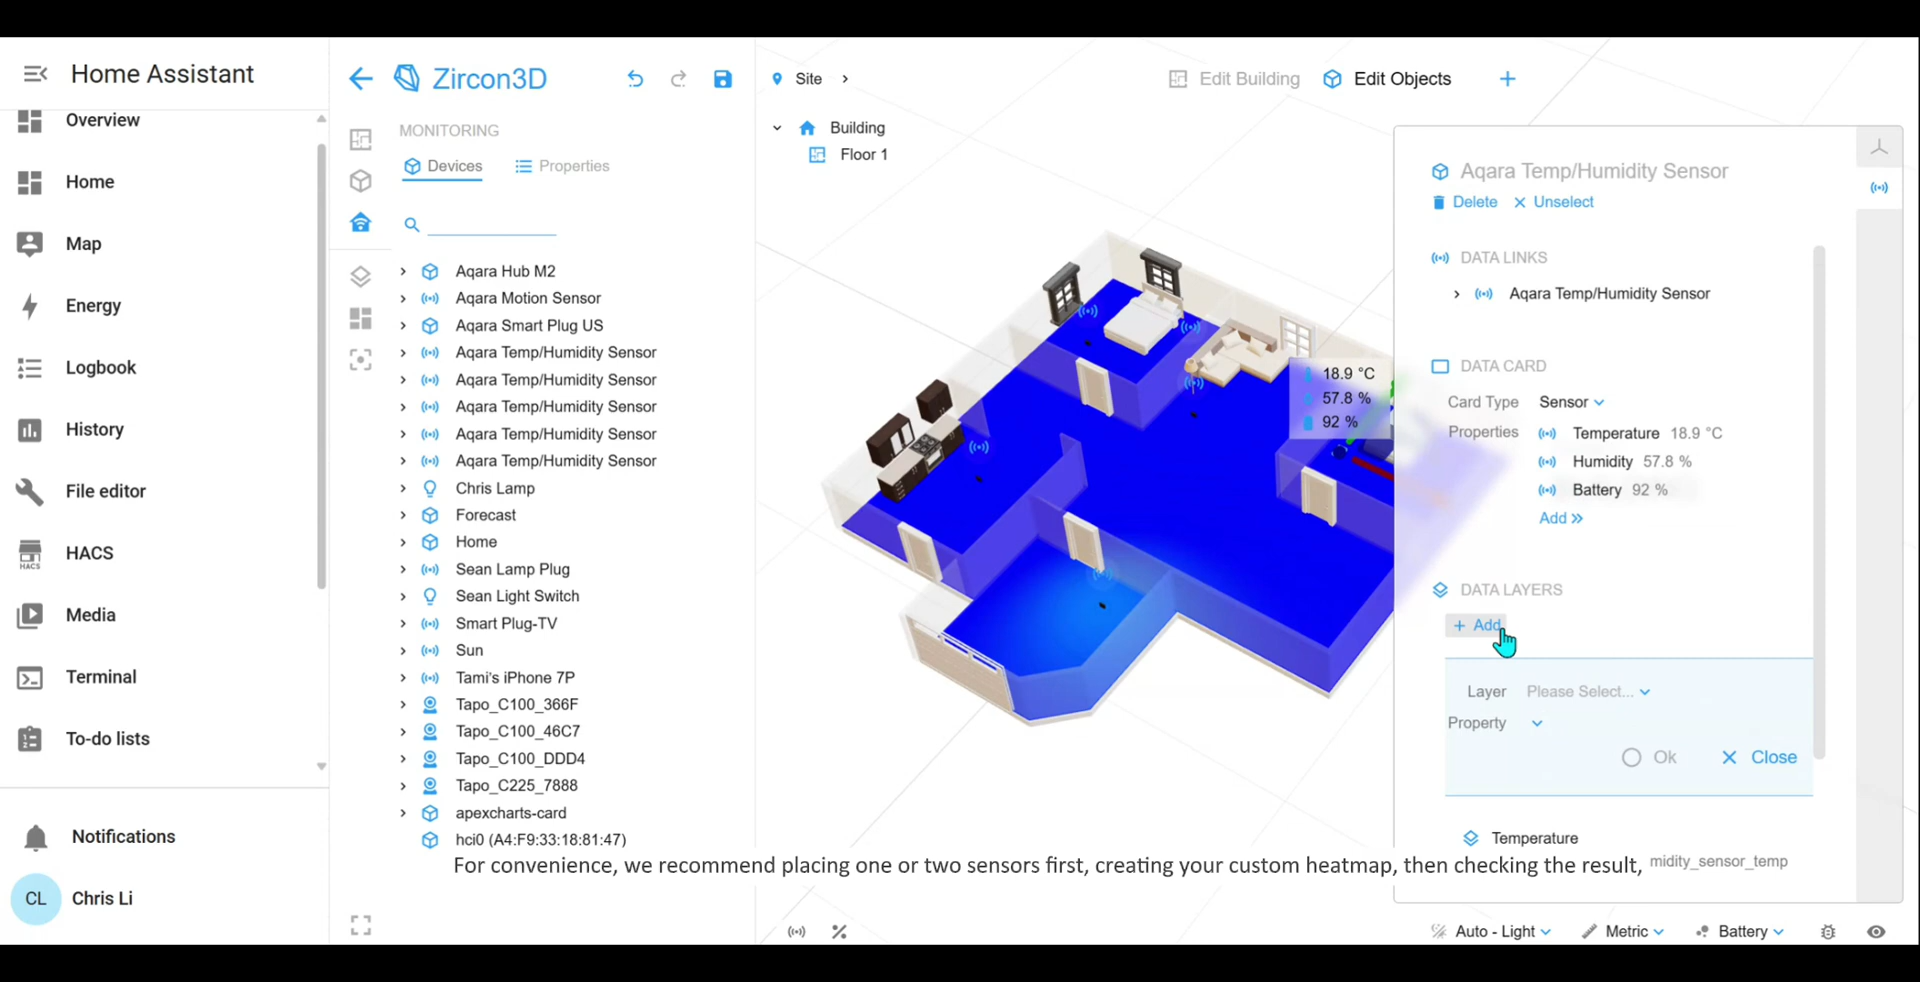 Home Assistant
Overview
Home
Map
Energy
Logbook
History
File editor
HACS
HACS
Media
Terminal
To-do lists
Notifications
CL
Chris Li
Zircon3D
MONITORING
Devices
Properties
Aqara Hub M2
Aqara Motion Sensor
Aqara Smart Plug US
Aqara Temp/Humidity Sensor
Aqara Temp/Humidity Sensor
Aqara Temp/Humidity Sensor
Aqara Temp/Humidity Sensor
Aqara Temp/Humidity Sensor
Chris Lamp
Forecast
Home
Sean Lamp Plug
Sean Light Switch
Smart Plug-TV
Sun
Tami's iPhone 7P
Tapo_C100_366F
Tapo_C100_46C7
Tapo_C100_DDD4
Tapo_C225_7888
apexcharts-card
hci0 (A4:F9:33:18:81:47)
Site
Edit Building
Edit Objects
Building
Floor 1
18.9 °C
57.8 %
92 %
Aqara Temp/Humidity Sensor
Delete
Unselect
DATA LINKS
Aqara Temp/Humidity Sensor
DATA CARD
Card Type Sensor
Properties Temperature 18.9 °C
Humidity 57.8 %
Battery 92 %
Add
DATA LAYERS
+ Add
Layer Please Select...
Property
Ok
Close
Temperature
midity_sensor_temp
For convenience, we recommend placing one or two sensors first, creating your custom heatmap, then checking the result,
Auto - Light
Metric
Battery